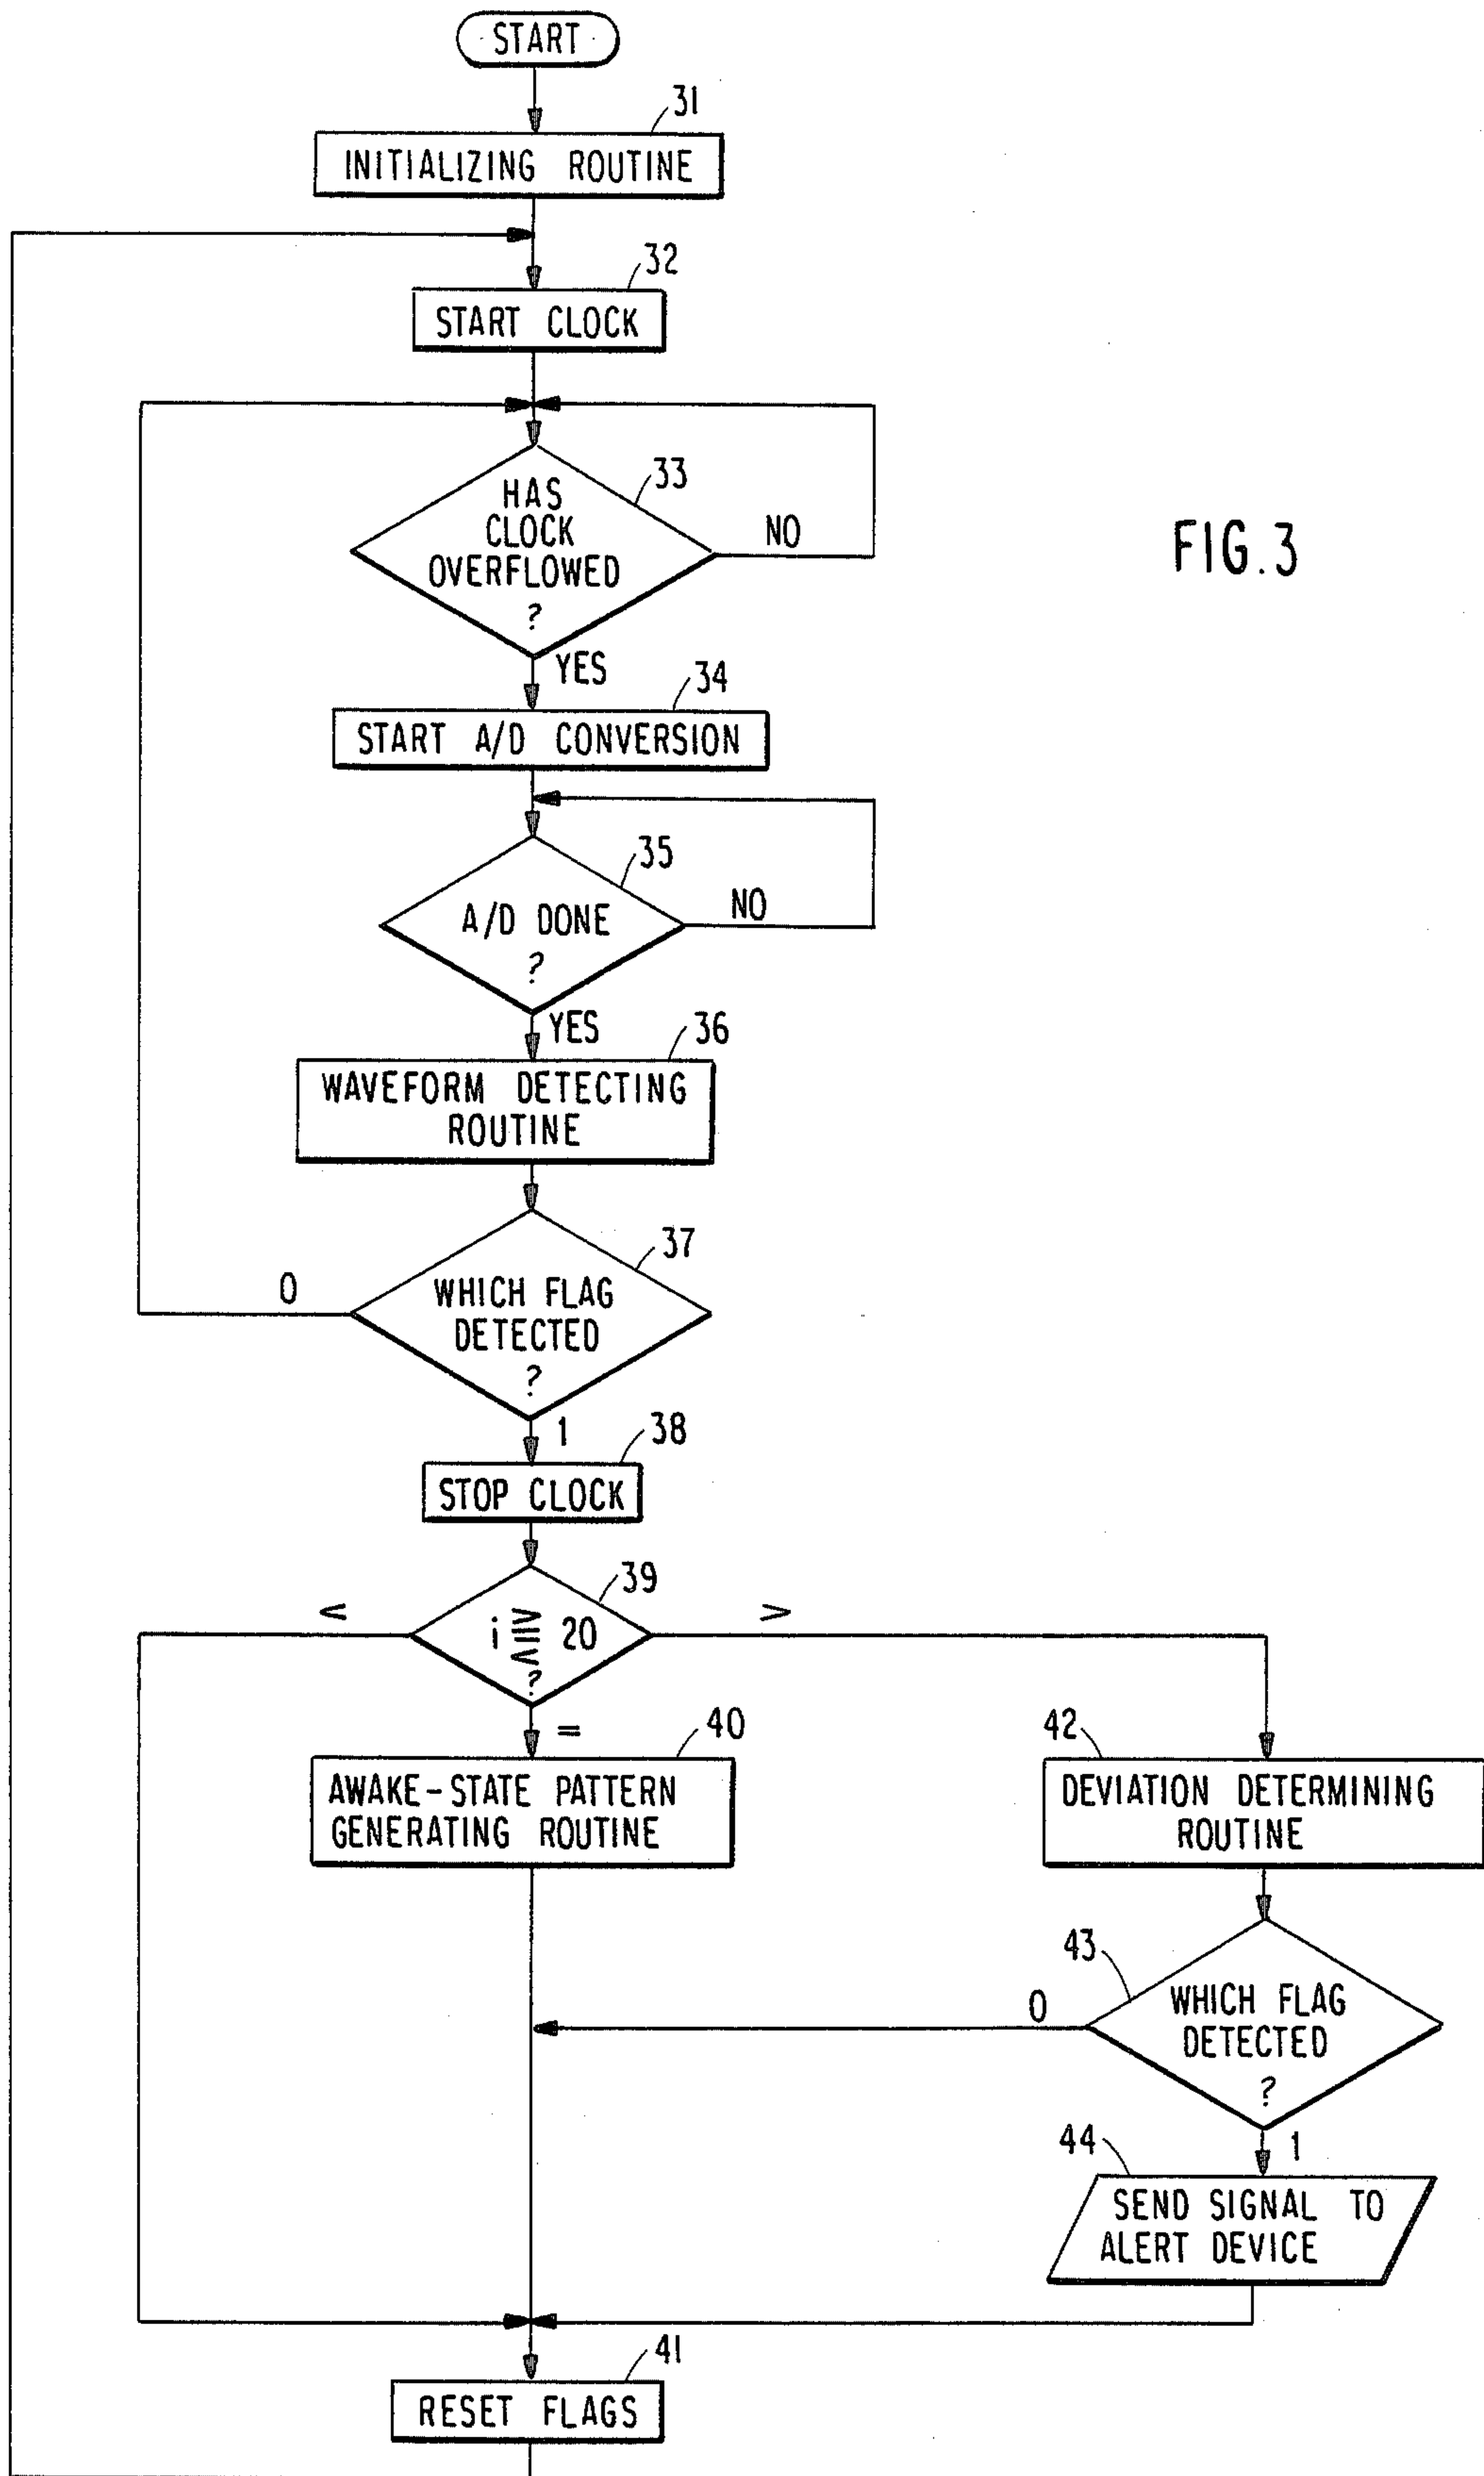 START
31
INITIALIZING ROUTINE
32
START CLOCK
33
HAS
CLOCK
OVERFLOWED
?
NO
FIG.3
YES
34
START A/D CONVERSION
35
A/D DONE
?
NO
YES
36
WAVEFORM DETECTING
ROUTINE
37
0
WHICH FLAG
DETECTED
?
1
38
STOP CLOCK
39
<
>
i ⋛ 20
?
=
40
42
AWAKE-STATE PATTERN
GENERATING ROUTINE
DEVIATION DETERMINING
ROUTINE
43
0
WHICH FLAG
DETECTED
?
1
44
SEND SIGNAL TO
ALERT DEVICE
41
RESET FLAGS